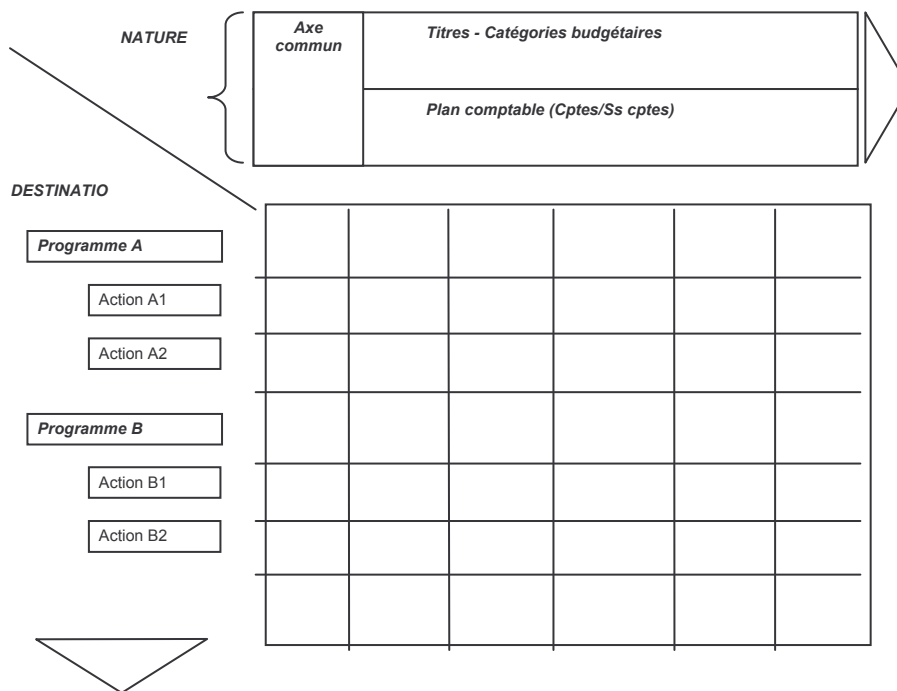 NATURE
Axe
commun
Titres - Catégories budgétaires
Plan comptable (Cptes/Ss cptes)
DESTINATIO
Programme A
Action A1
Action A2
Programme B
Action B1
Action B2